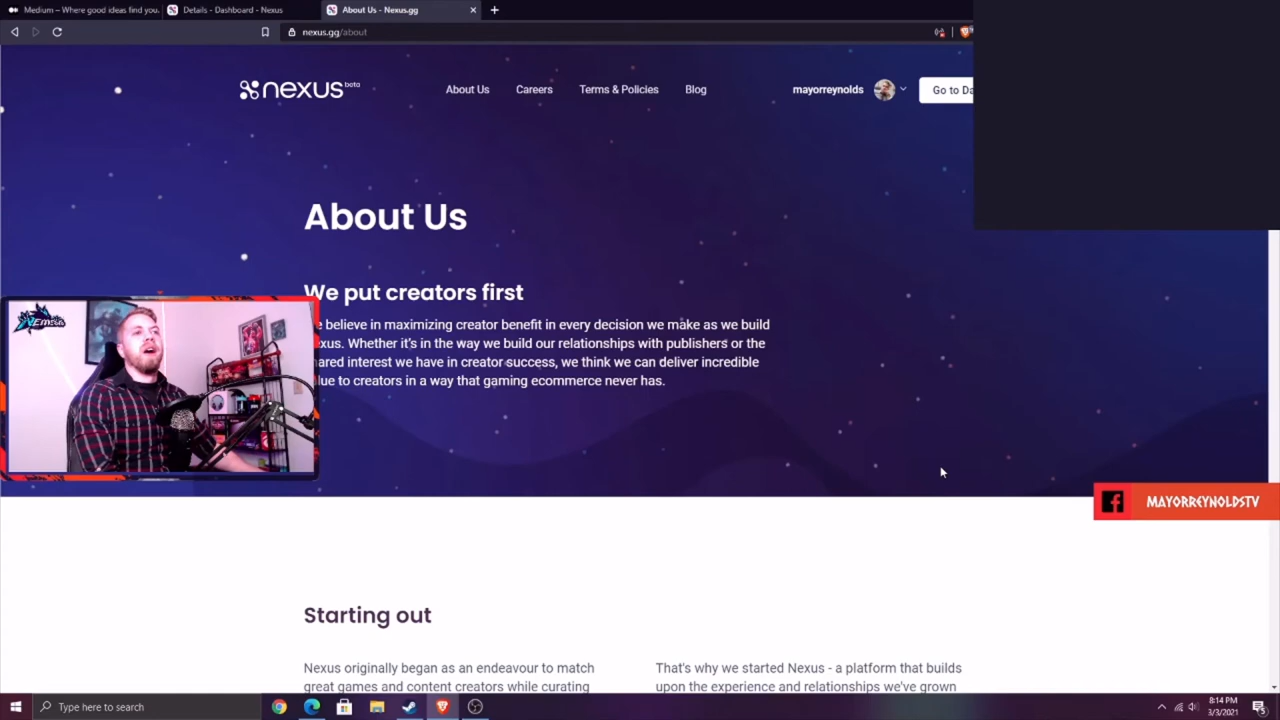 Medium – Where good ideas find you.
Details - Dashboard - Nexus
About Us - Nexus.gg
nexus.gg/about
nexus beta
About Us
Careers
Terms & Policies
Blog
mayorreynolds
Go to Da
About Us
We put creators first
e believe in maximizing creator benefit in every decision we make as we build
xus. Whether it's in the way we build our relationships with publishers or the
ared interest we have in creator success, we think we can deliver incredible
lue to creators in a way that gaming ecommerce never has.
MAYORREYNOLDSTV
Starting out
Nexus originally began as an endeavour to match
great games and content creators while curating
That's why we started Nexus - a platform that builds
upon the experience and relationships we've grown
Type here to search
8:14 PM
3/3/2021